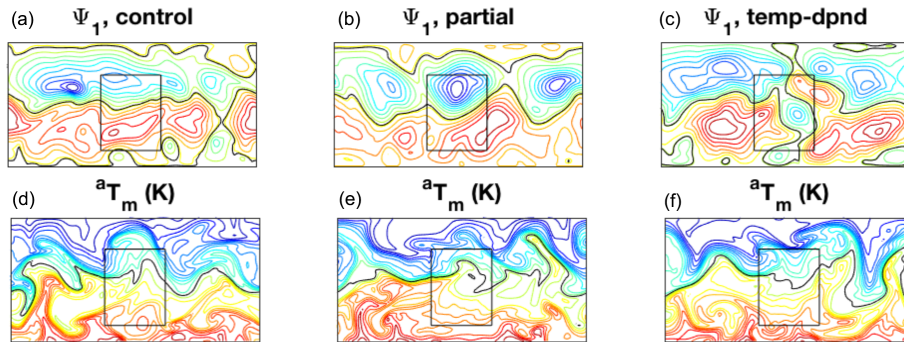 (a) Ψ1, control
(b) Ψ1, partial
(c) Ψ1, temp-dpnd
(d) aTm (K)
(e) aTm (K)
(f) aTm (K)